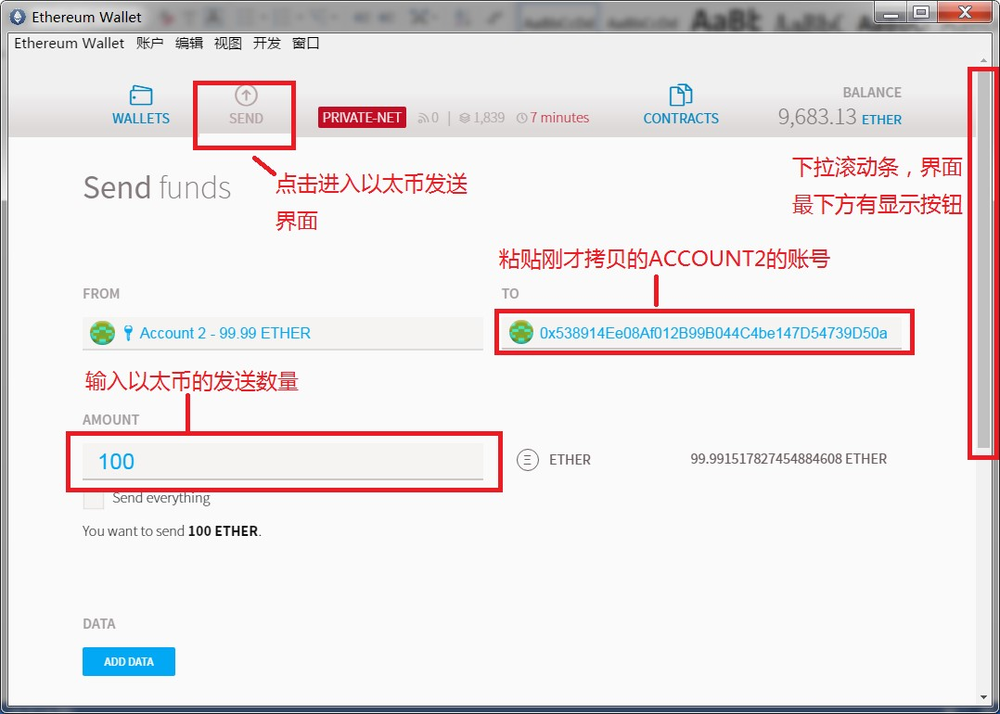 Ethereum Wallet
Ethereum Wallet 账户 编辑 视图 开发 窗口
WALLETS
SEND
PRIVATE-NET 0 | 1,839 7 minutes
CONTRACTS
BALANCE
9,683.13 ETHER
点击进入以太币发送
界面
下拉滚动条，界面
最下方有显示按钮
Send funds
粘贴刚才拷贝的ACCOUNT2的账号
FROM
TO
Account 2 - 99.99 ETHER
0x538914Ee08Af012B99B044C4be147D54739D50a
输入以太币的发送数量
AMOUNT
100
ETHER
99.991517827454884608 ETHER
Send everything
You want to send 100 ETHER.
DATA
ADD DATA